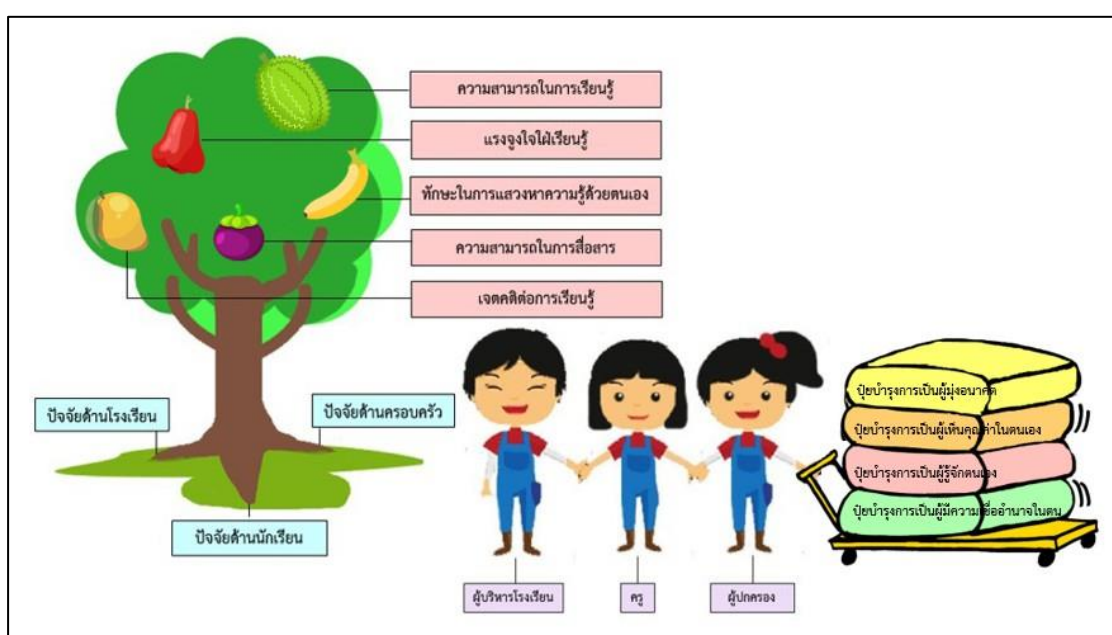 ความสามารถในการเรียนรู้
แรงจูงใจใฝ่เรียนรู้
ทักษะในการแสวงหาความรู้ด้วยตนเอง
ความสามารถในการสื่อสาร
เจตคติต่อการเรียนรู้
ปัจจัยด้านโรงเรียน
ปัจจัยด้านครอบครัว
ปัจจัยด้านนักเรียน
ปุ๋ยบำรุงการเป็นผู้มุ่งอนาคต
ปุ๋ยบำรุงการเป็นผู้เห็นคุณค่าในตนเอง
ปุ๋ยบำรุงการเป็นผู้รู้จักตนเอง
ปุ๋ยบำรุงการเป็นผู้มีความเชื่ออำนาจในตน
ผู้บริหารโรงเรียน
ครู
ผู้ปกครอง